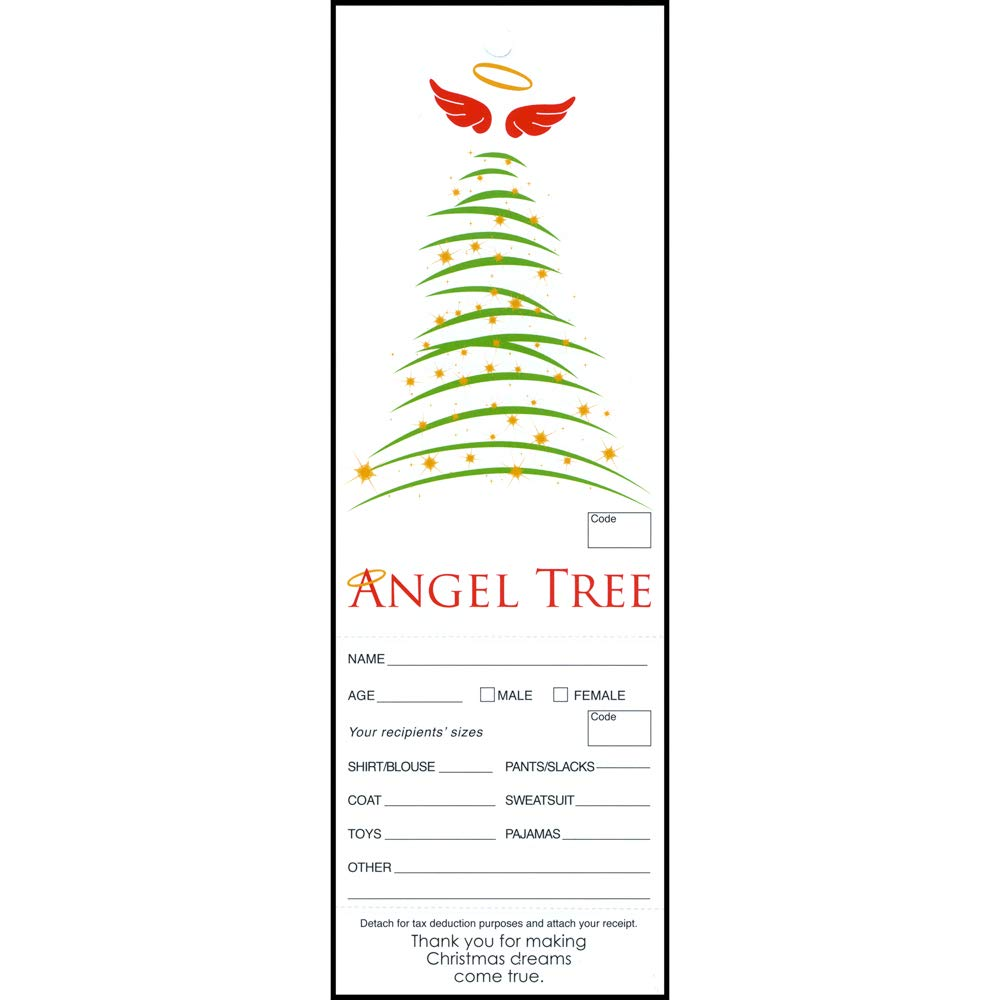 Code
ANGEL TREE
NAME
AGE MALE FEMALE
Code
Your recipients' sizes
SHIRT/BLOUSE PANTS/SLACKS
COAT SWEATSUIT
TOYS PAJAMAS
OTHER
Detach for tax deduction purposes and attach your receipt.
Thank you for making
Christmas dreams
come true.